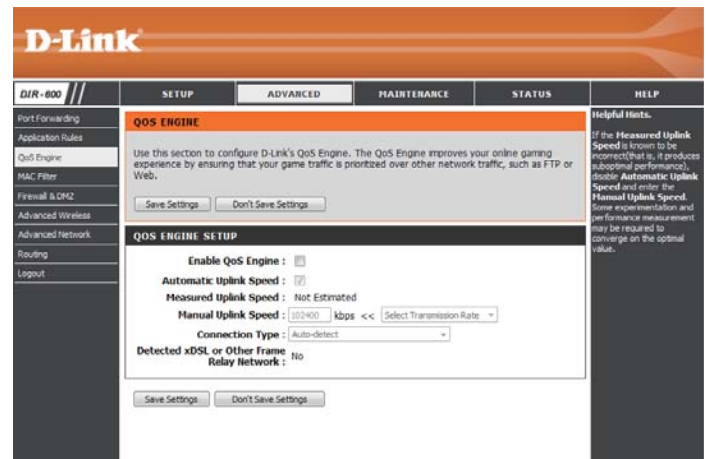 D-Link
DIR-600
SETUP
ADVANCED
MAINTENANCE
STATUS
HELP
Port Forwarding
Application Rules
QoS Engine
MAC Filter
Firewall & DMZ
Advanced Wireless
Advanced Network
Routing
Logout
QOS ENGINE
Use this section to configure D-Link's QoS Engine. The QoS Engine improves your online gaming
experience by ensuring that your game traffic is prioritized over other network traffic, such as FTP or
Web.
Save Settings
Don't Save Settings
QOS ENGINE SETUP
Enable QoS Engine :
Automatic Uplink Speed :
Measured Uplink Speed : Not Estimated
Manual Uplink Speed : 102400 kbps << Select Transmission Rate
Connection Type : Auto-detect
Detected xDSL or Other Frame
Relay Network : No
Save Settings
Don't Save Settings
Helpful Hints.
If the Measured Uplink
Speed is known to be
incorrect(that is, it produces
suboptimal performance),
disable Automatic Uplink
Speed and enter the
Manual Uplink Speed.
Some experimentation and
performance measurement
may be required to
converge on the optimal
value.